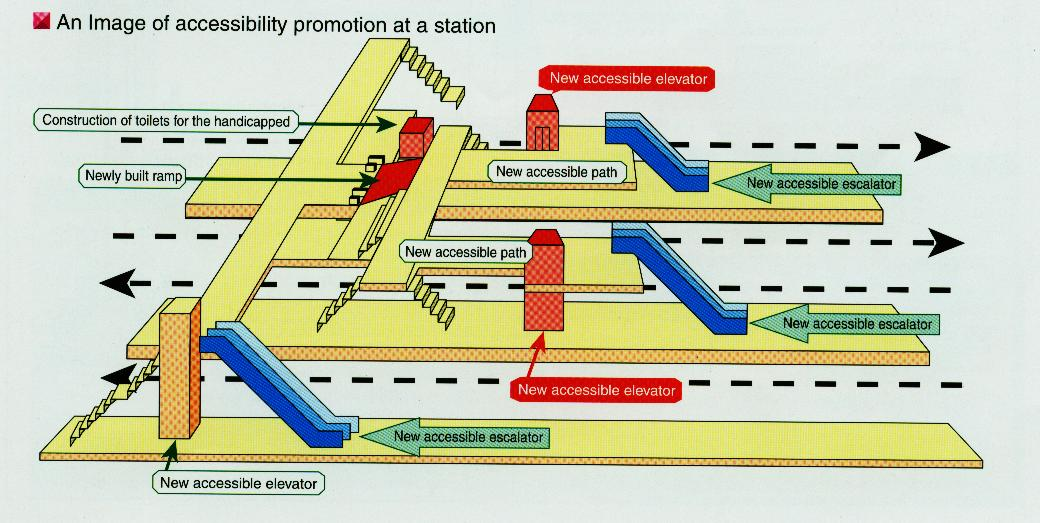 An Image of accessibility promotion at a station
New accessible elevator
Construction of toilets for the handicapped
Newly built ramp
New accessible path
New accessible escalator
New accessible path
New accessible escalator
New accessible elevator
New accessible escalator
New accessible elevator